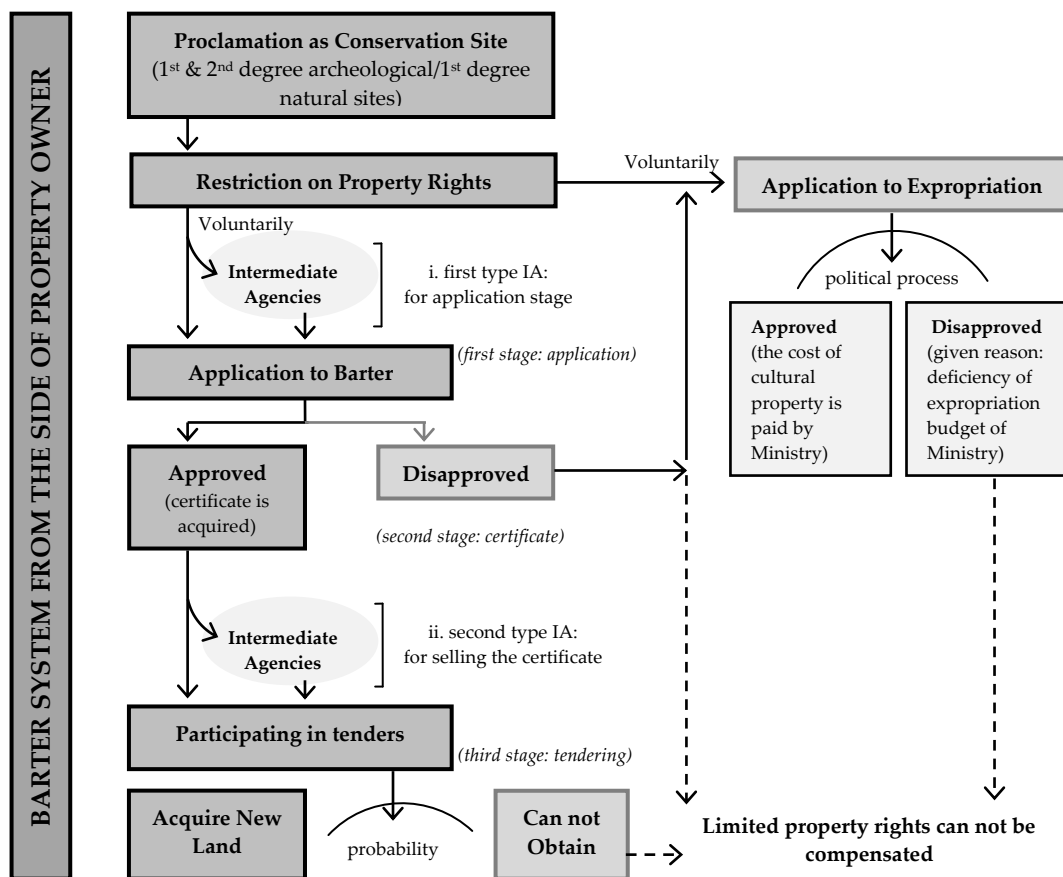 BARTER SYSTEM FROM THE SIDE OF PROPERTY OWNER
Proclamation as Conservation Site
(1st & 2nd degree archeological/1st degree
natural sites)
Restriction on Property Rights
Voluntarily
Application to Expropriation
Voluntarily
Intermediate
Agencies
i. first type IA:
for application stage
political process
Approved
(the cost of
cultural
property is
paid by
Ministry)
Disapproved
(given reason:
deficiency of
expropriation
budget of
Ministry)
(first stage: application)
Application to Barter
Approved
(certificate is
acquired)
Disapproved
(second stage: certificate)
Intermediate
Agencies
ii. second type IA:
for selling the certificate
Participating in tenders
(third stage: tendering)
Acquire New
Land
probability
Can not
Obtain
Limited property rights can not be
compensated